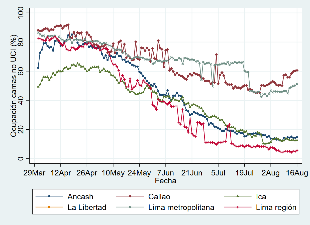 Ocupación camas no UCI (%)
100
80
60
40
20
0
29Mar 12Apr 26Apr 10May 24May 7Jun 21Jun 5Jul 19Jul 2Aug 16Aug
Fecha
Ancash Callao Ica
La Libertad Lima metropolitana Lima región